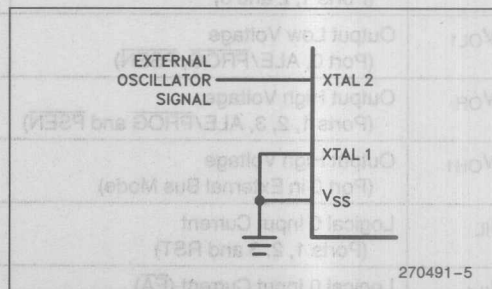 EXTERNAL
OSCILLATOR
SIGNAL
XTAL 2
XTAL 1
VSS
270491-5